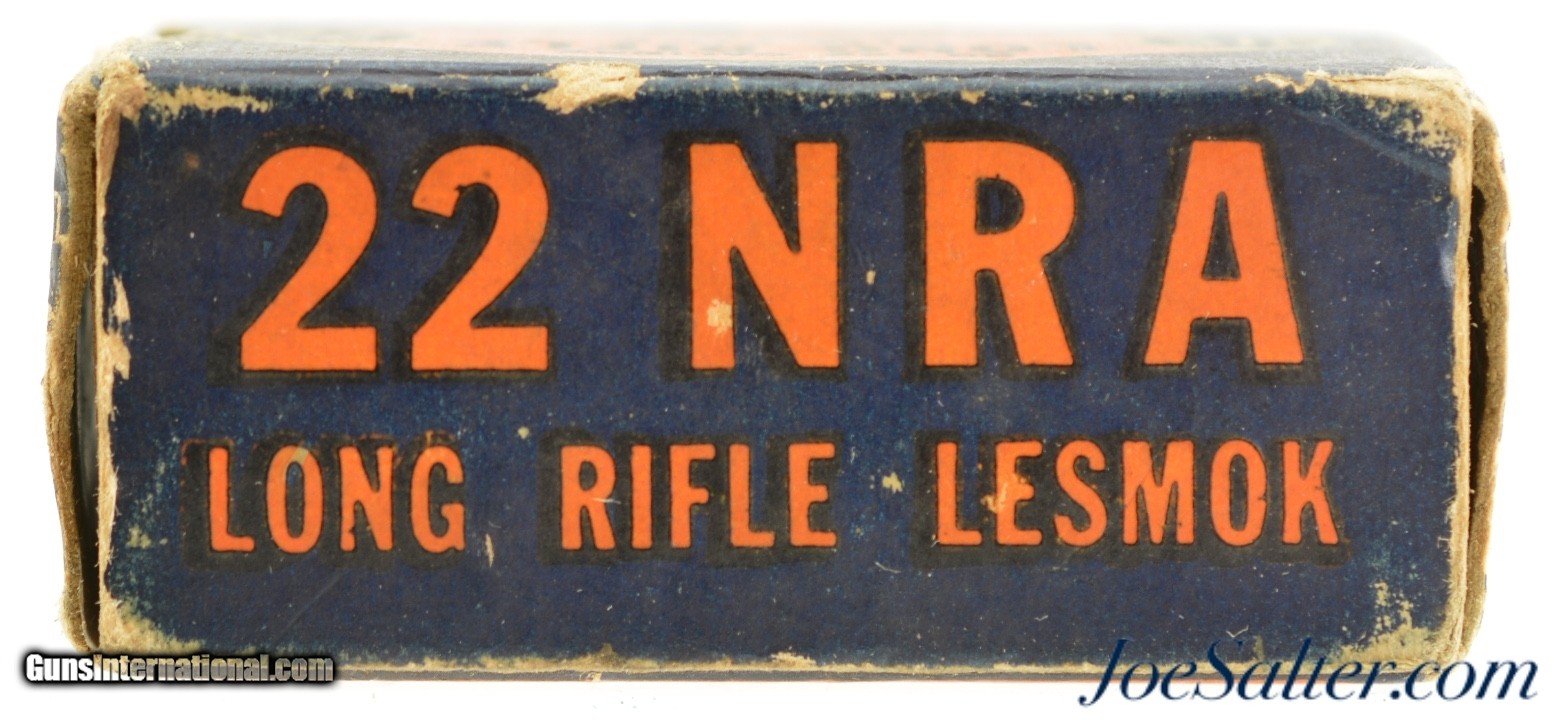 22 NRA
LONG RIFLE LESMOK
GunsInternational.com
JoeSalter.com